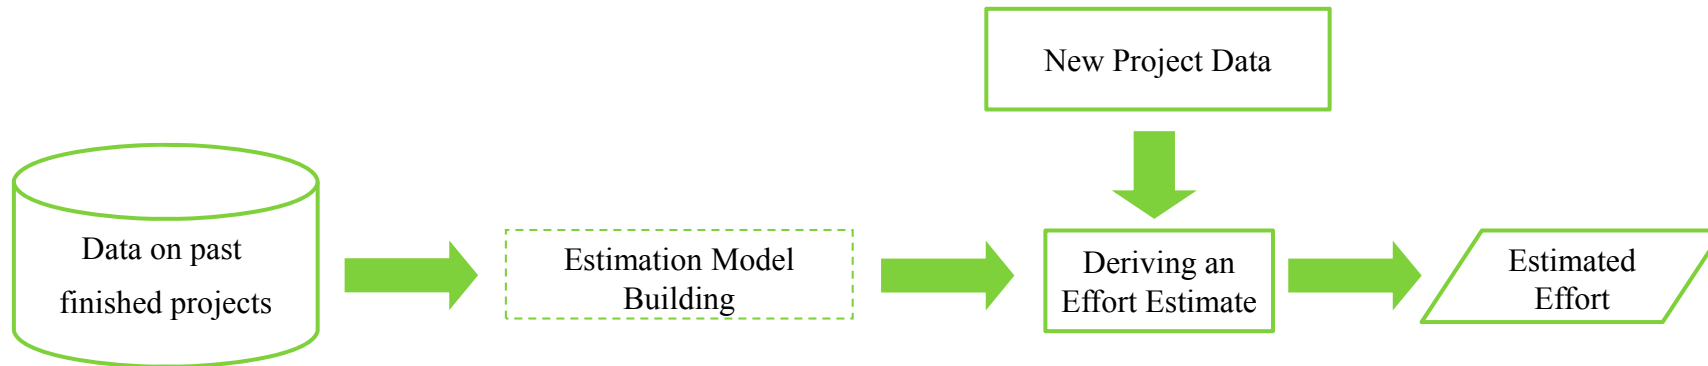 New Project Data
Data on past
finished projects
Estimation Model
Building
Deriving an
Effort Estimate
Estimated
Effort